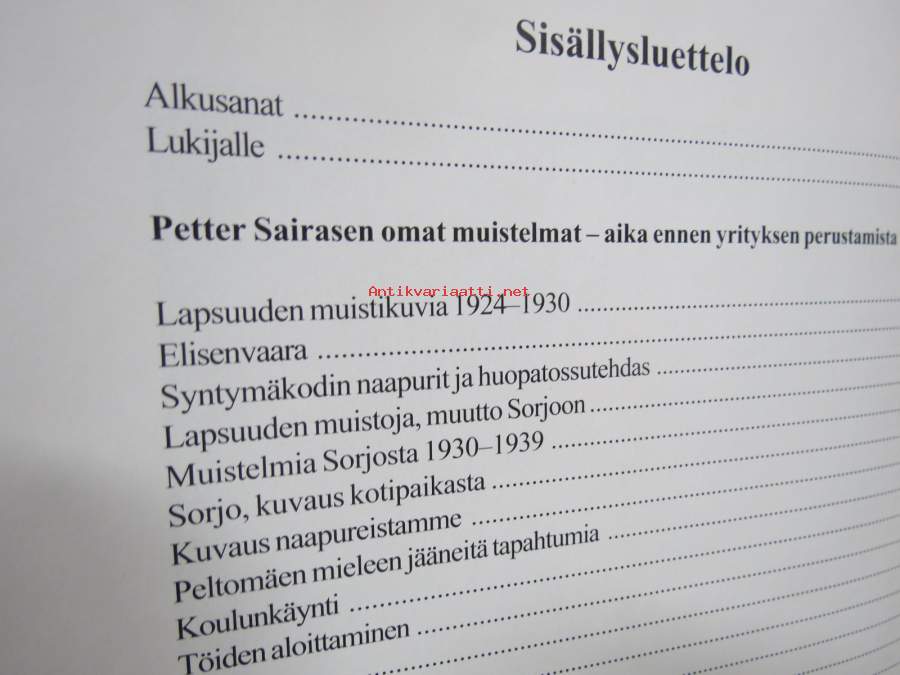 Sisällysluettelo
Alkusanat
Lukijalle
Petter Sairasen omat muistelmat – aika ennen yrityksen perustamista
Antikvariaatti.net
Lapsuuden muistikuvia 1924–1930
Elisenvaara
Syntymäkodin naapurit ja huopatossutehdas
Lapsuuden muistoja, muutto Sorjoon
Muistelmia Sorjosta 1930–1939
Sorjo, kuvaus kotipaikasta
Kuvaus naapureistamme
Peltomäen mieleen jääneitä tapahtumia
Koulunkäynti
Töiden aloittaminen